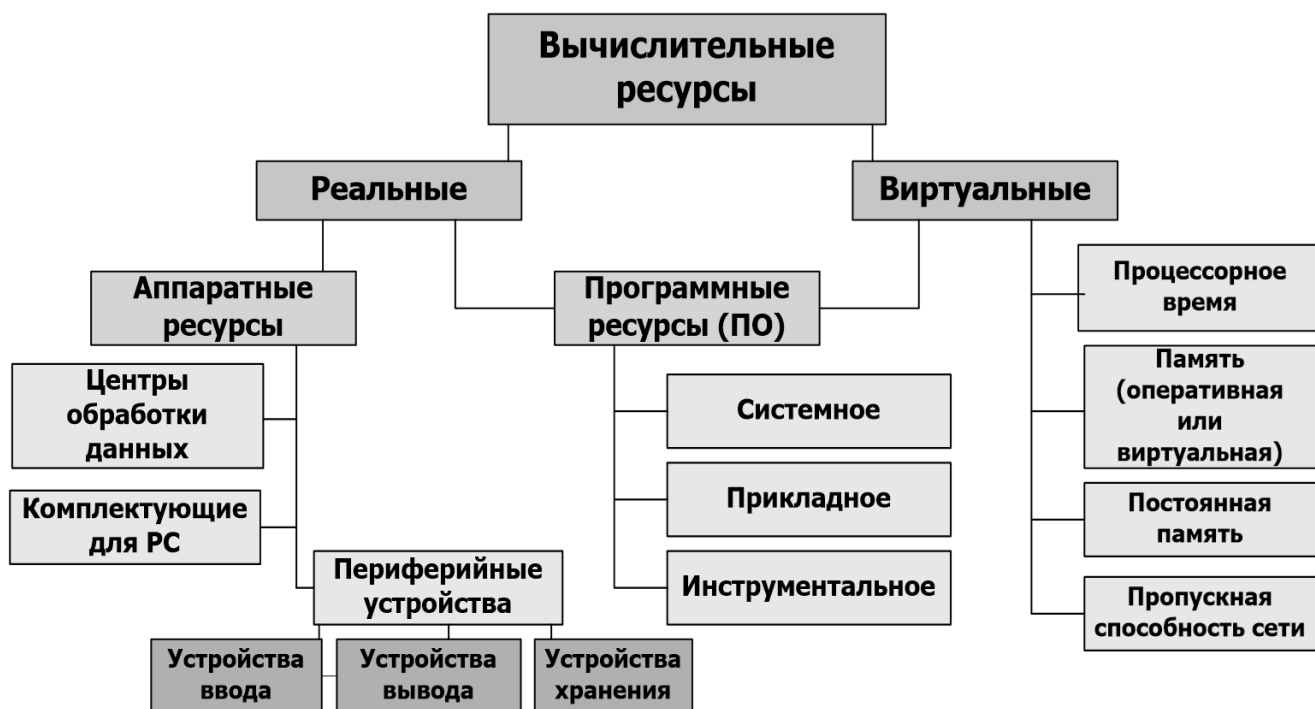 Вычислительные
ресурсы
Реальные
Виртуальные
Аппаратные
ресурсы
Программные
ресурсы (ПО)
Процессорное
время
Центры
обработки
данных
Системное
Память
(оперативная
или
виртуальная)
Комплектующие
для PC
Прикладное
Постоянная
память
Периферийные
устройства
Инструментальное
Пропускная
способность сети
Устройства
ввода
Устройства
вывода
Устройства
хранения